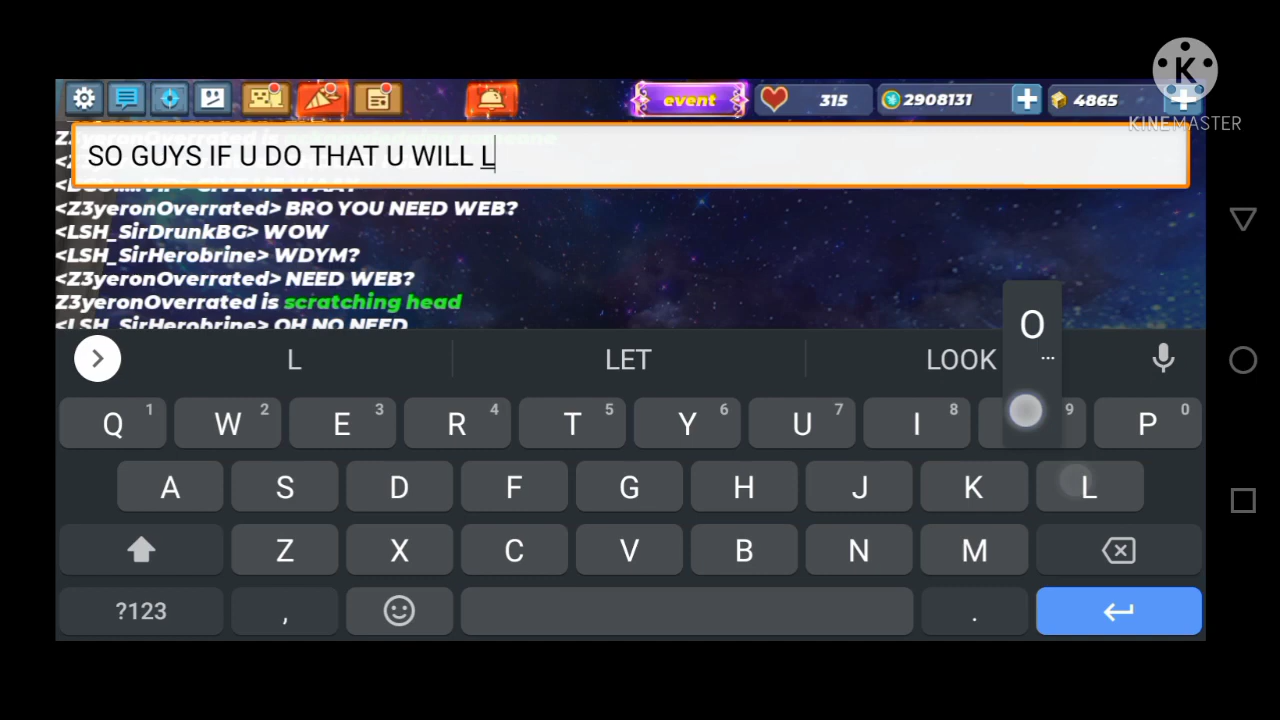 event
315
2908131
4865
K
KINEMASTER
Z3yeronOverrated is
SO GUYS IF U DO THAT U WILL L
<Z3yeronOverrated> BRO YOU NEED WEB?
<LSH_SirDrunkBG> WOW
<LSH_SirHerobrine> WDYM?
<Z3yeronOverrated> NEED WEB?
Z3yeronOverrated is scratching head
<LSH_SirHerobrine> OH NO NEED
O
...
L LET LOOK
Q 1 W 2 E 3 R 4 T 5 Y 6 U 7 I 8 9 P 0
A S D F G H J K L
Z X C V B N M
?123 , .